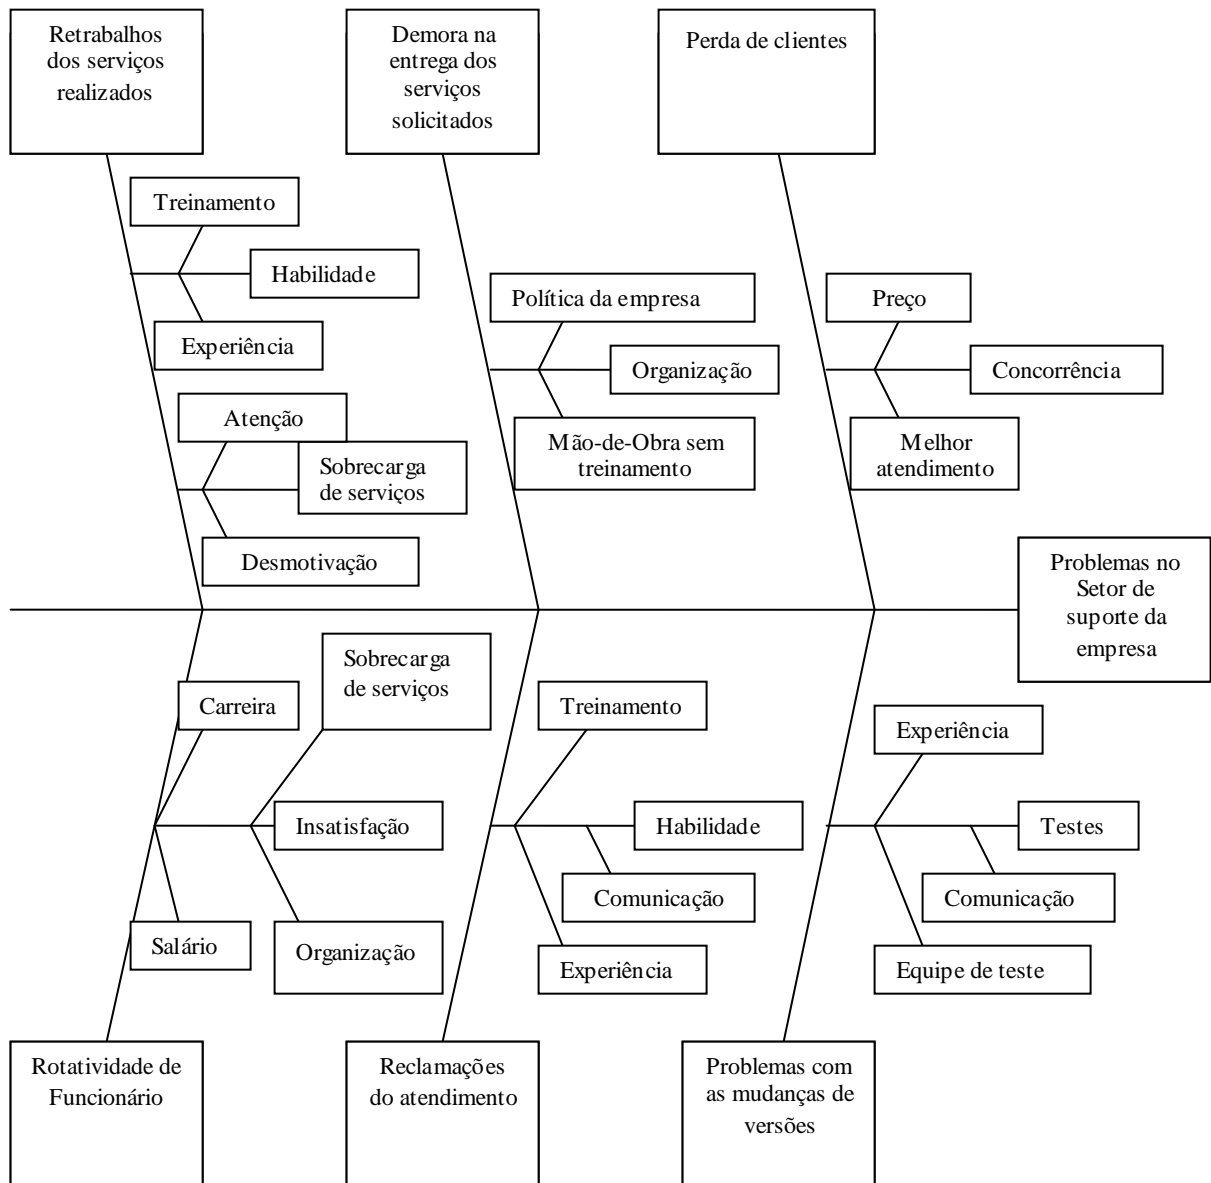 Retrabalhos
dos serviços
realizados
Demora na
entrega dos
serviços
solicitados
Perda de clientes
Treinamento
Habilidade
Experiência
Atenção
Sobrecarga
de serviços
Desmotivação
Política da empresa
Organização
Mão-de-Obra sem
treinamento
Preço
Concorrência
Melhor
atendimento
Problemas no
Setor de
suporte da
empresa
Carreira
Sobrecarga
de serviços
Insatisfação
Salário
Organização
Treinamento
Habilidade
Comunicação
Experiência
Experiência
Testes
Comunicação
Equipe de teste
Rotatividade de
Funcionário
Reclamações
do atendimento
Problemas com
as mudanças de
versões